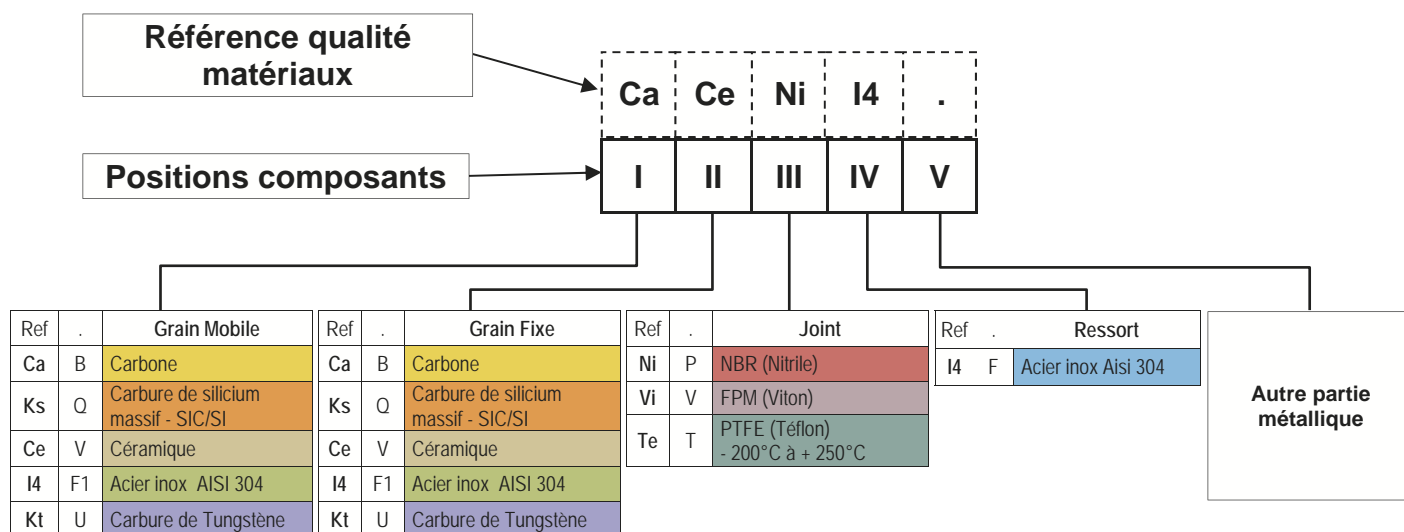 Référence qualité
matériaux
Ca Ce Ni I4 .
Positions composants
I II III IV V
Ref . Grain Mobile
Ca B Carbone
Ks Q Carbure de silicium
massif - SIC/SI
Ce V Céramique
I4 F1 Acier inox AISI 304
Kt U Carbure de Tungstène
Ref . Grain Fixe
Ca B Carbone
Ks Q Carbure de silicium
massif - SIC/SI
Ce V Céramique
I4 F1 Acier inox AISI 304
Kt U Carbure de Tungstène
Ref . Joint
Ni P NBR (Nitrile)
Vi V FPM (Viton)
Te T PTFE (Téflon)
- 200°C à + 250°C
Ref . Ressort
I4 F Acier inox Aisi 304
Autre partie
métallique